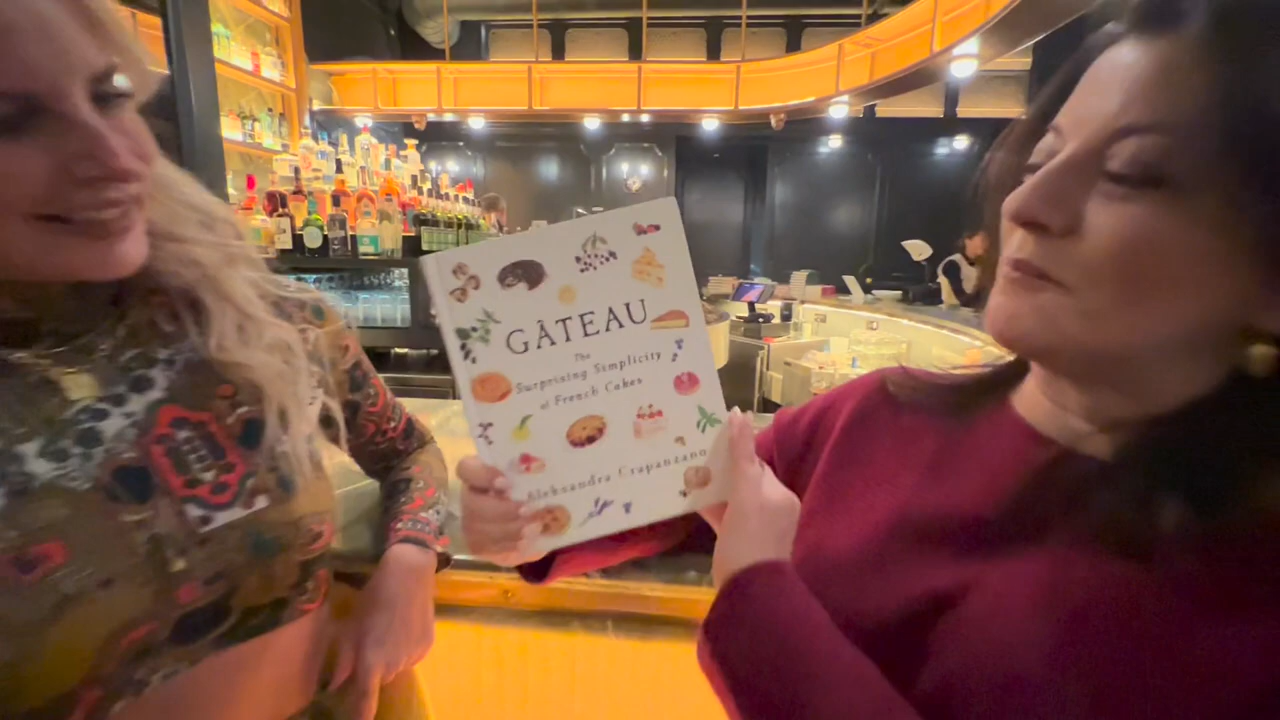 GÂTEAU
The
Surprising Simplicity
of French Cakes
Aleksandra Crapanzano